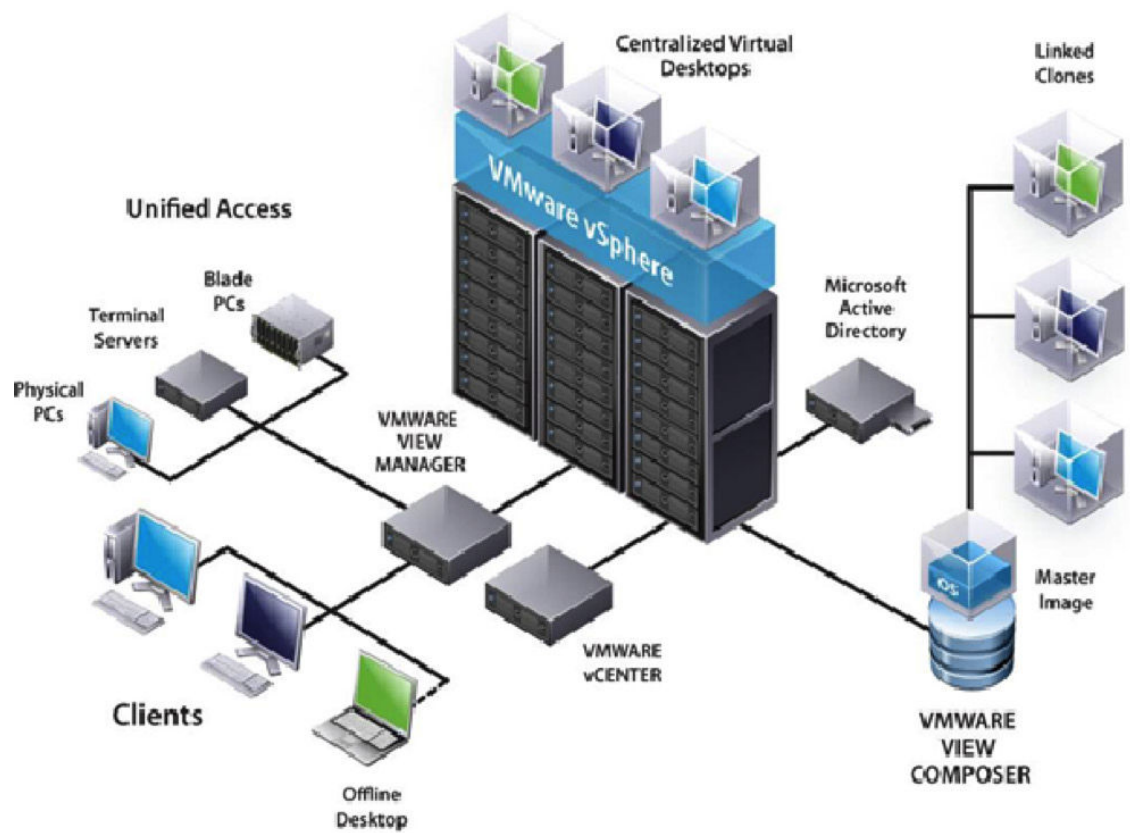 Centralized Virtual
Desktops
Linked
Clones
VMware vSphere
Unified Access
Blade
PCs
Terminal
Servers
Physical
PCs
Microsoft
Active
Directory
VMWARE
VIEW
MANAGER
OS
Master
Image
VMWARE
vCENTER
Clients
VMWARE
VIEW
COMPOSER
Offline
Desktop